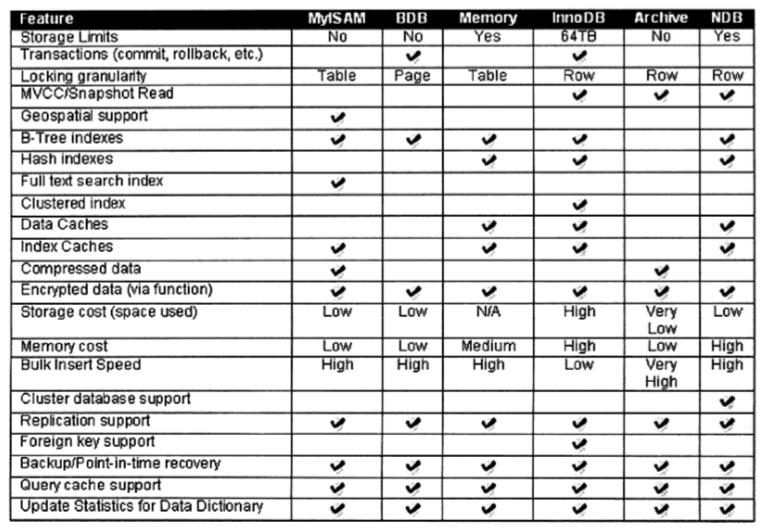 Feature MyISAM BDB Memory InnoDB Archive NDB
Storage Limits No No Yes 64TB No Yes
Transactions (commit, rollback, etc.) ✔ ✔
Locking granularity Table Page Table Row Row Row
MVCC/Snapshot Read ✔ ✔ ✔
Geospatial support ✔
B-Tree indexes ✔ ✔ ✔ ✔ ✔
Hash indexes ✔ ✔ ✔
Full text search index ✔
Clustered index ✔
Data Caches ✔ ✔ ✔
Index Caches ✔ ✔ ✔ ✔
Compressed data ✔ ✔
Encrypted data (via function) ✔ ✔ ✔ ✔ ✔ ✔
Storage cost (space used) Low Low N/A High Very Low
Low
Memory cost Low Low Medium High Low High
Bulk Insert Speed High High High Low Very High
High
Cluster database support ✔
Replication support ✔ ✔ ✔ ✔ ✔ ✔
Foreign key support ✔
Backup/Point-in-time recovery ✔ ✔ ✔ ✔ ✔ ✔
Query cache support ✔ ✔ ✔ ✔ ✔ ✔
Update Statistics for Data Dictionary ✔ ✔ ✔ ✔ ✔ ✔